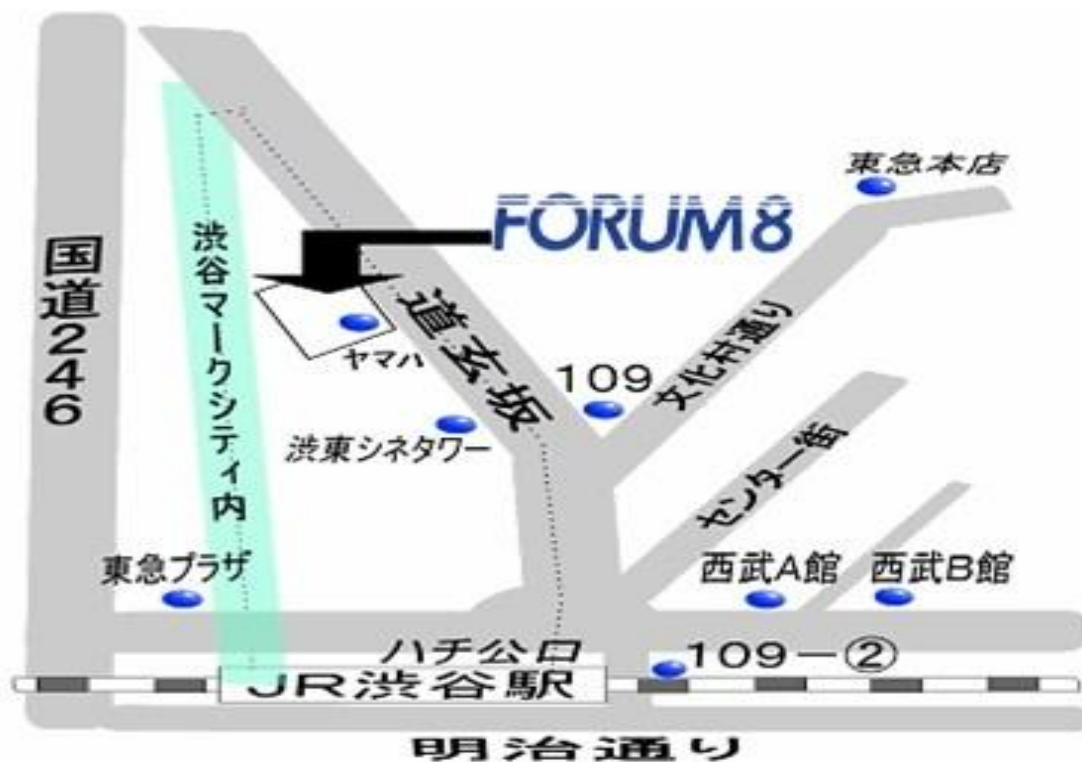 東急本店
FORUM8
国道246
渋谷マークシティ内
道玄坂
文化村通り
ヤマハ
109
渋東シネタワー
センター街
東急プラザ
西武A館
西武B館
ハチ公口
109-②
JR渋谷駅
明治通り